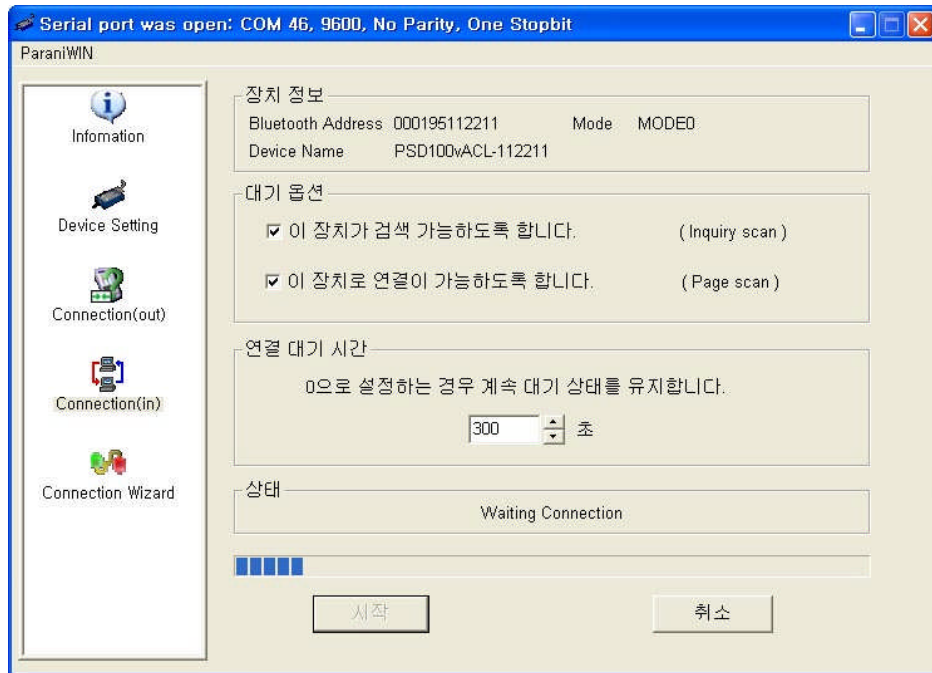 Serial port was open: COM 46, 9600, No Parity, One Stopbit
ParaniWIN
Infomation
Device Setting
Connection(out)
Connection(in)
Connection Wizard
장치 정보
Bluetooth Address 000195112211 Mode MODE0
Device Name PSD100vACL-112211
대기 옵션
이 장치가 검색 가능하도록 합니다. ( Inquiry scan )
이 장치로 연결이 가능하도록 합니다. ( Page scan )
연결 대기 시간
0으로 설정하는 경우 계속 대기 상태를 유지합니다.
300 초
상태
Waiting Connection
시작 취소